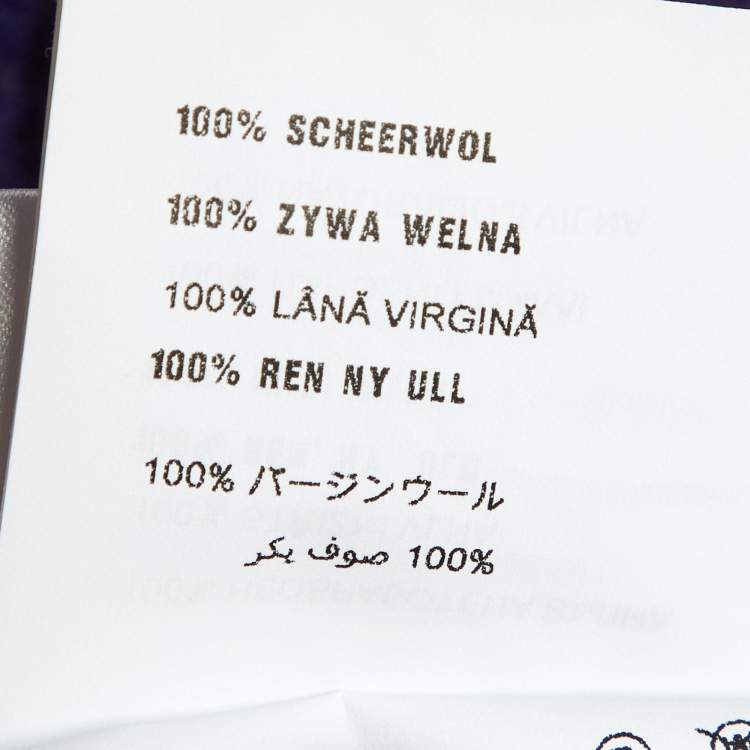 100% SCHEERWOL
100% ZYWA WELNA
100% LÂNĂ VIRGINĂ
100% REN NY ULL
100% バージンウール
100% صوف بكر